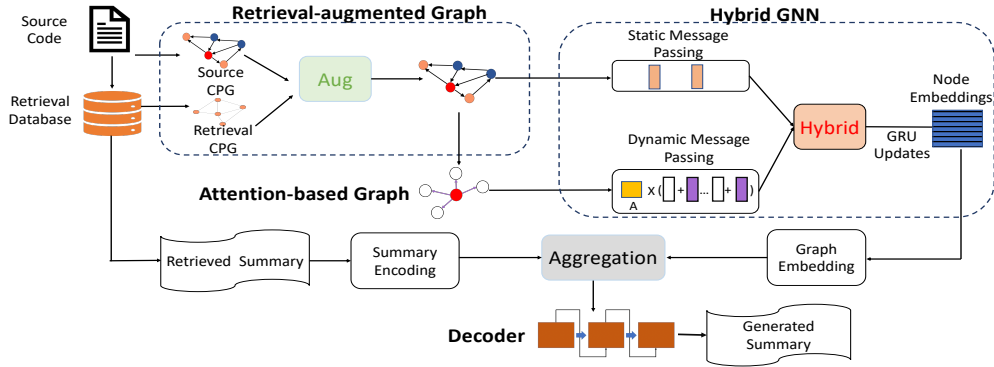 Retrieval-augmented Graph
Hybrid GNN
Source
Code
Static Message
Passing
Source
CPG
Aug
Node
Embeddings
Retrieval
Database
Retrieval
CPG
Hybrid
GRU
Updates
Dynamic Message
Passing
Attention-based Graph
X ( + ... + )
A
Retrieved Summary
Summary
Encoding
Aggregation
Graph
Embedding
Decoder
Generated
Summary